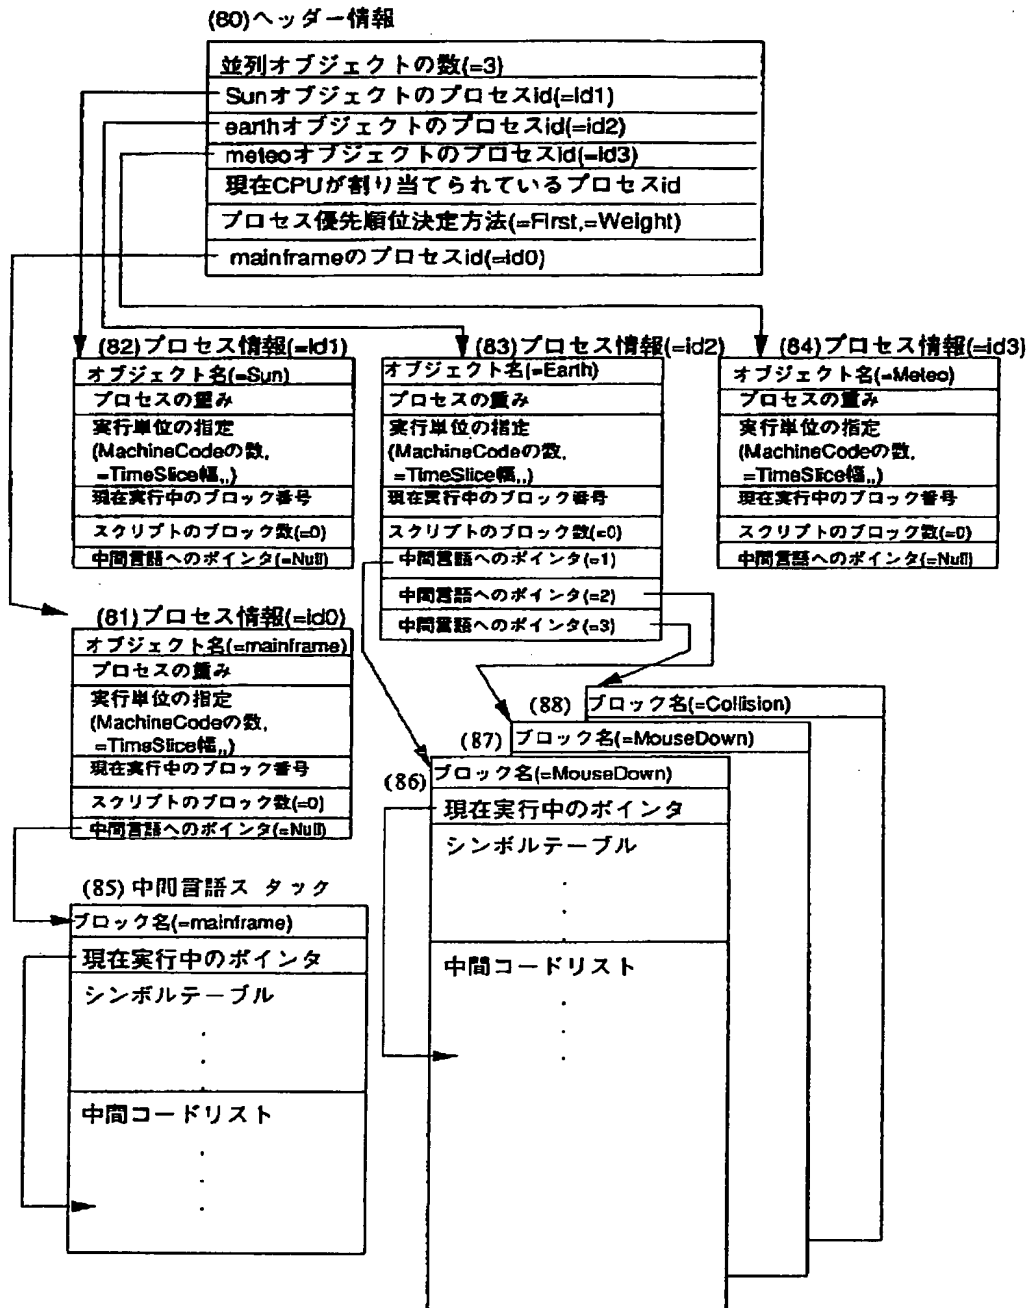 (80)ヘッダー情報
並列オブジェクトの数(=3)
Sunオブジェクトのプロセスid(=id1)
earthオブジェクトのプロセスid(=id2)
meteoオブジェクトのプロセスid(=id3)
現在CPUが割り当てられているプロセスid
プロセス優先順位決定方法(=First,=Weight)
mainframeのプロセスid(=id0)
(82)プロセス情報(=id1)
オブジェクト名(=Sun)
プロセスの重み
実行単位の指定
(MachineCodeの数,
=TimeSlice幅,,)
現在実行中のブロック番号
スクリプトのブロック数(=0)
中間言語へのポインタ(=Null)
(83)プロセス情報(=id2)
オブジェクト名(=Earth)
プロセスの重み
実行単位の指定
(MachineCodeの数,
=TimeSlice幅,,)
現在実行中のブロック番号
スクリプトのブロック数(=0)
中間言語へのポインタ(=1)
中間言語へのポインタ(=2)
中間言語へのポインタ(=3)
(84)プロセス情報(=id3)
オブジェクト名(=Meteo)
プロセスの重み
実行単位の指定
(MachineCodeの数,
=TimeSlice幅,,)
現在実行中のブロック番号
スクリプトのブロック数(=0)
中間言語へのポインタ(=Null)
(81)プロセス情報(=id0)
オブジェクト名(=mainframe)
プロセスの重み
実行単位の指定
(MachineCodeの数,
=TimeSlice幅,,)
現在実行中のブロック番号
スクリプトのブロック数(=0)
中間言語へのポインタ(=Null)
(88)
ブロック名(=Collision)
(87)
ブロック名(=MouseDown)
(86)
ブロック名(=MouseDown)
現在実行中のポインタ
シンボルテーブル
中間コードリスト
(85)中間言語ス タック
ブロック名(=mainframe)
現在実行中のポインタ
シンボルテーブル
中間コードリスト